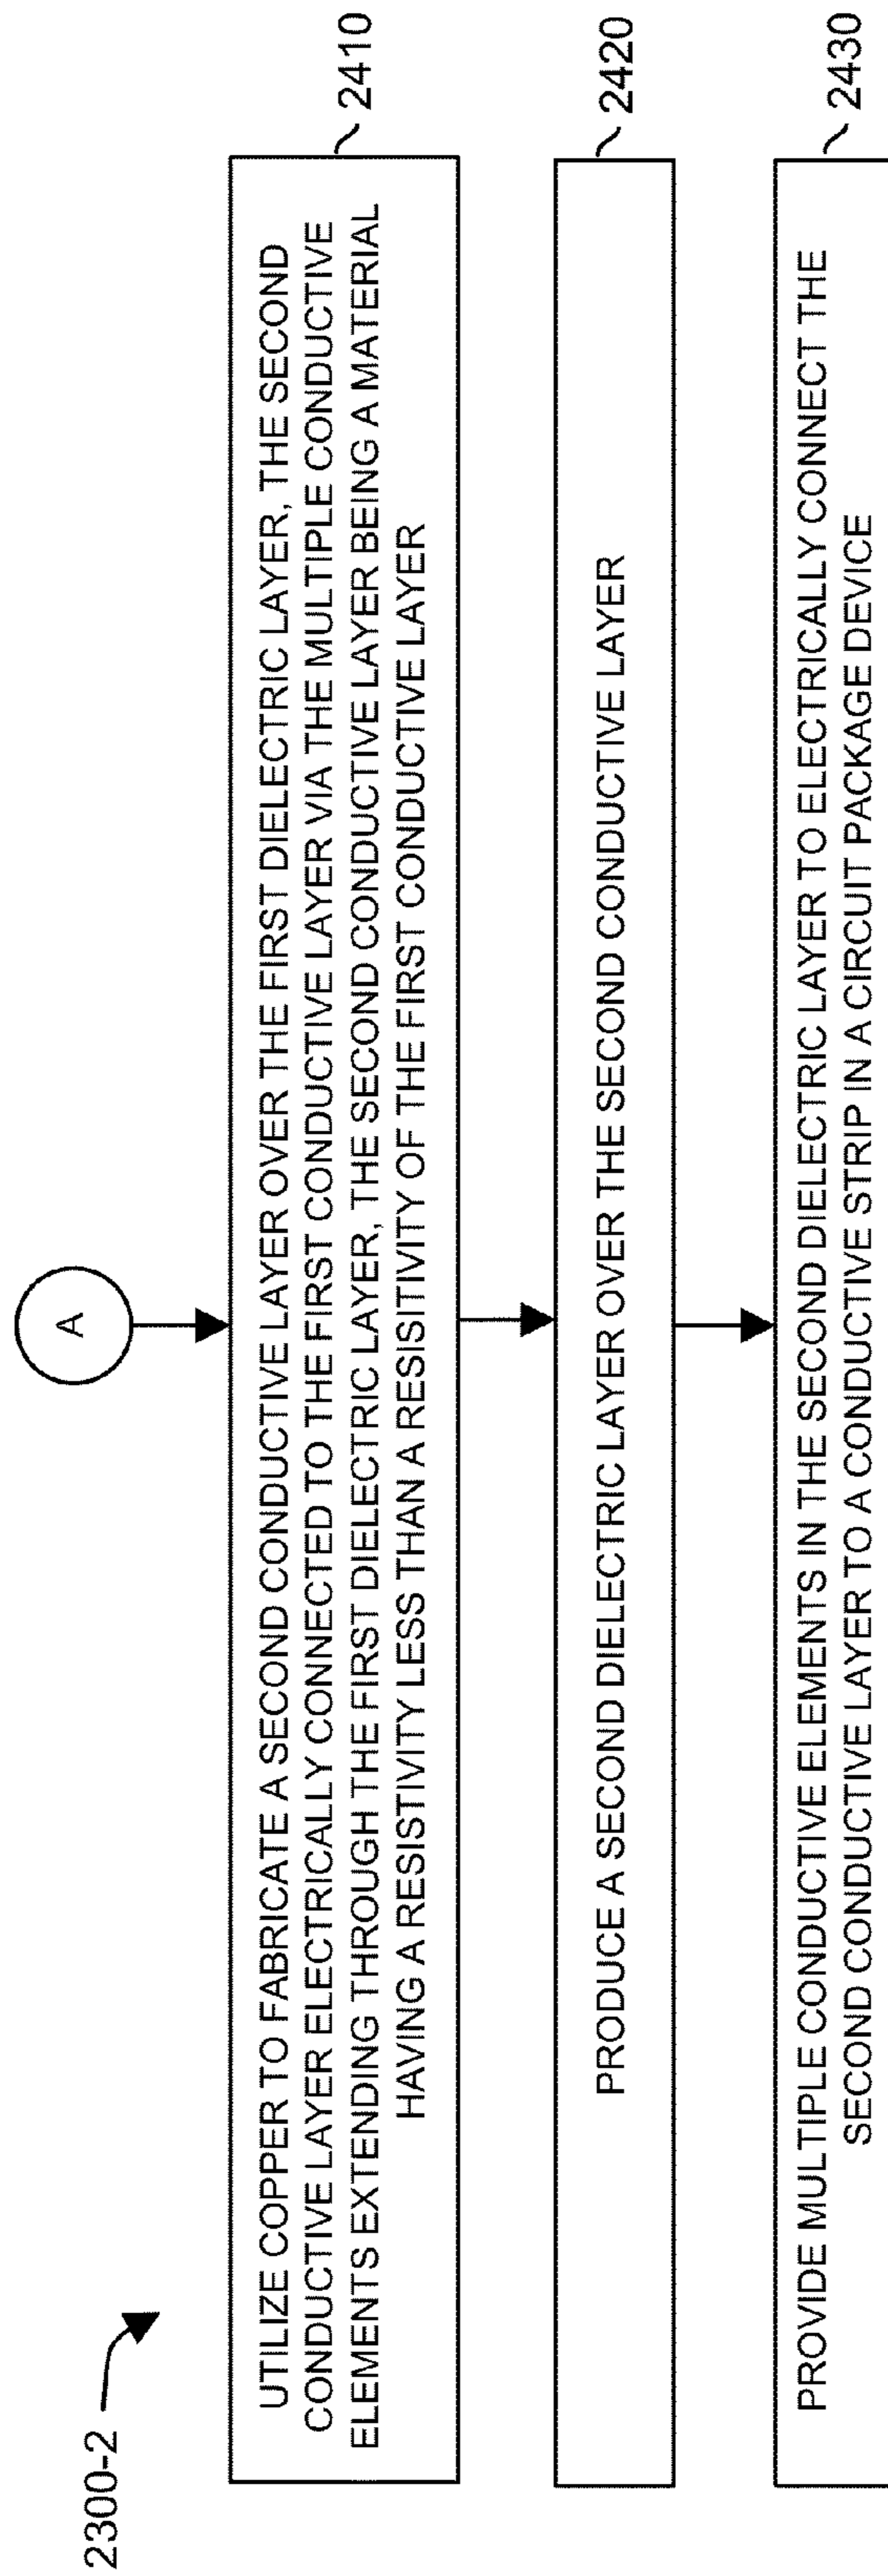 2300-2
A
UTILIZE COPPER TO FABRICATE A SECOND CONDUCTIVE LAYER OVER THE FIRST DIELECTRIC LAYER, THE SECOND
CONDUCTIVE LAYER ELECTRICALLY CONNECTED TO THE FIRST CONDUCTIVE LAYER VIA THE MULTIPLE CONDUCTIVE
ELEMENTS EXTENDING THROUGH THE FIRST DIELECTRIC LAYER, THE SECOND CONDUCTIVE LAYER BEING A MATERIAL
HAVING A RESISTIVITY LESS THAN A RESISITIVITY OF THE FIRST CONDUCTIVE LAYER
2410
PRODUCE A SECOND DIELECTRIC LAYER OVER THE SECOND CONDUCTIVE LAYER
2420
PROVIDE MULTIPLE CONDUCTIVE ELEMENTS IN THE SECOND DIELECTRIC LAYER TO ELECTRICALLY CONNECT THE
SECOND CONDUCTIVE LAYER TO A CONDUCTIVE STRIP IN A CIRCUIT PACKAGE DEVICE
2430